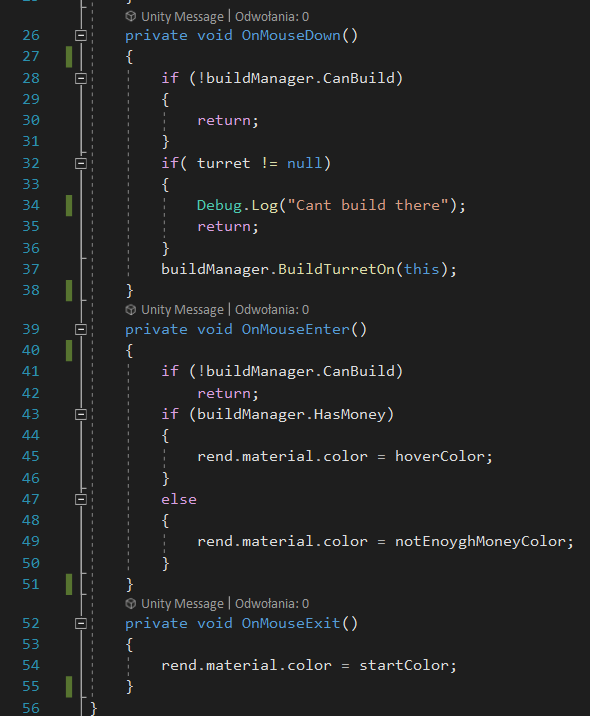 Unity Message | Odwołania: 0
26 private void OnMouseDown()
27 {
28 if (!buildManager.CanBuild)
29 {
30 return;
31 }
32 if( turret != null)
33 {
34 Debug.Log("Cant build there");
35 return;
36 }
37 buildManager.BuildTurretOn(this);
38 }
Unity Message | Odwołania: 0
39 private void OnMouseEnter()
40 {
41 if (!buildManager.CanBuild)
42 return;
43 if (buildManager.HasMoney)
44 {
45 rend.material.color = hoverColor;
46 }
47 else
48 {
49 rend.material.color = notEnoyghMoneyColor;
50 }
51 }
Unity Message | Odwołania: 0
52 private void OnMouseExit()
53 {
54 rend.material.color = startColor;
55 }
56 }